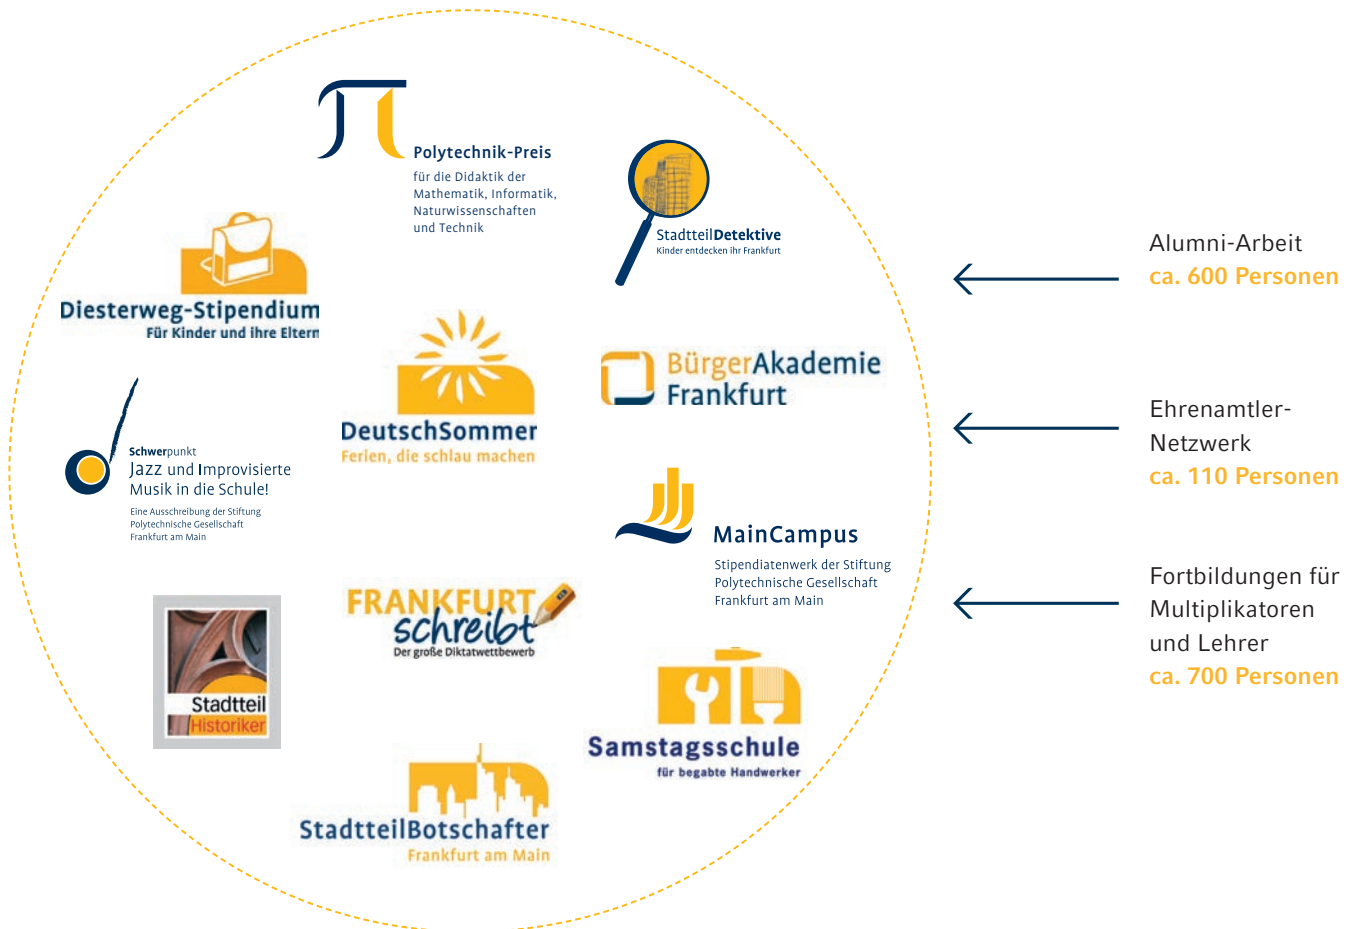 Polytechnik-Preis
für die Didaktik der
Mathematik, Informatik,
Naturwissenschaften
und Technik
StadtteilDetektive
Kinder entdecken ihr Frankfurt
Diesterweg-Stipendium
Für Kinder und ihre Eltern
DeutschSommer
Ferien, die schlau machen
BürgerAkademie
Frankfurt
Schwerpunkt
Jazz und Improvisierte
Musik in die Schule!
Eine Ausschreibung der Stiftung
Polytechnische Gesellschaft
Frankfurt am Main
MainCampus
Stipendiatenwerk der Stiftung
Polytechnische Gesellschaft
Frankfurt am Main
FRANKFURT
schreibt
Der große Diktatwettbewerb
Stadtteil
Historiker
Samstagsschule
für begabte Handwerker
StadtteilBotschafter
Frankfurt am Main
Alumni-Arbeit
ca. 600 Personen
Ehrenamtler-
Netzwerk
ca. 110 Personen
Fortbildungen für
Multiplikatoren
und Lehrer
ca. 700 Personen